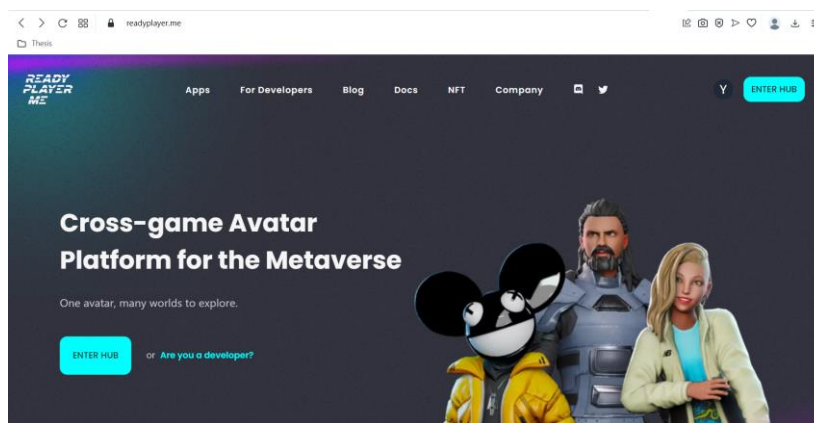 readyplayer.me
Thesis
READY
PLAYER
ME
Apps For Developers Blog Docs NFT Company
Y ENTER HUB
Cross-game Avatar
Platform for the Metaverse
One avatar, many worlds to explore.
ENTER HUB or Are you a developer?